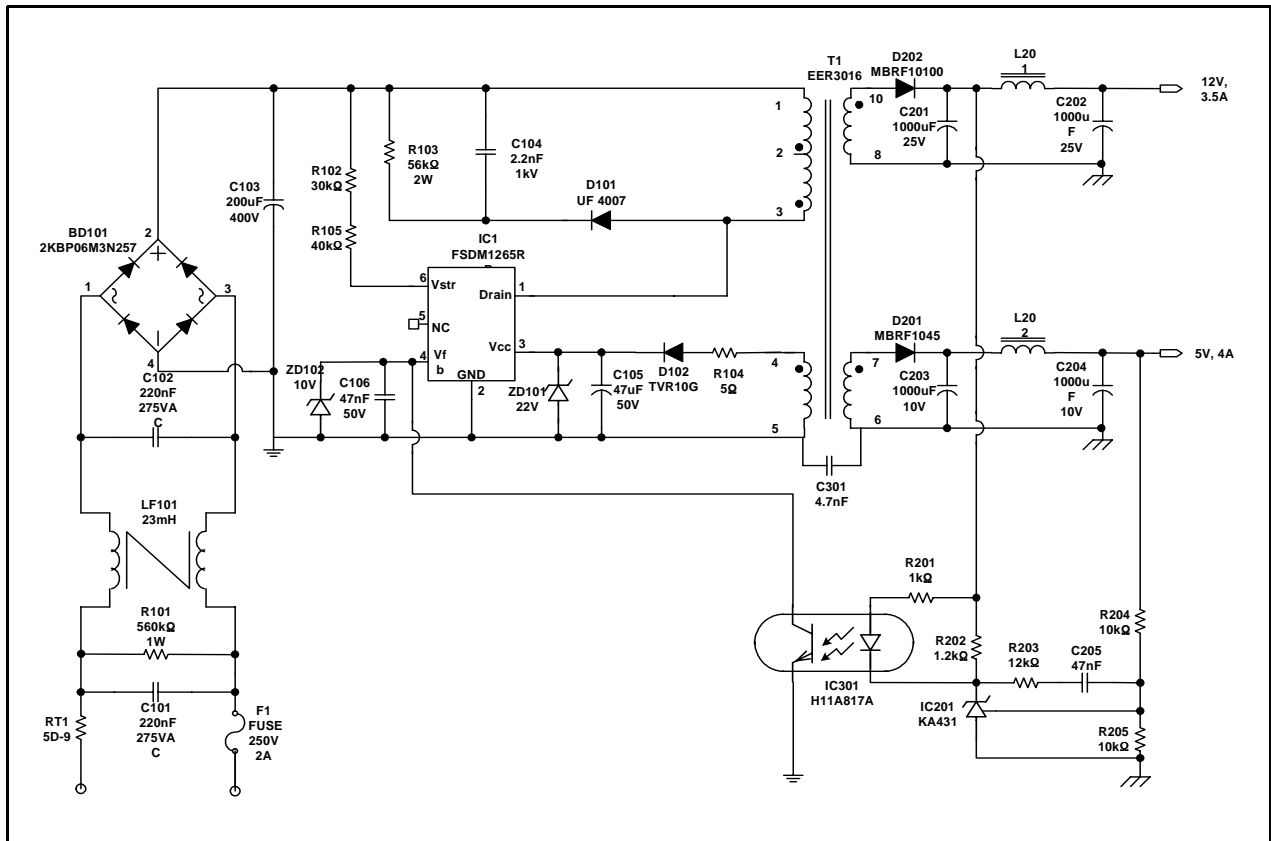 T1
EER3016
D202
MBRF10100
L20
1
12V,
3.5A
1
2
3
10
8
C201
1000uF
25V
C202
1000u
F
25V
R103
56kΩ
2W
C104
2.2nF
1kV
R102
30kΩ
C103
200uF
400V
D101
UF 4007
BD101
2KBP06M3N257
2
1
3
4
R105
40kΩ
IC1
FSDM1265R
6
Vstr
Drain
1
5
NC
Vcc
3
4
Vf
b
GND
2
D201
MBRF1045
L20
2
5V, 4A
4
5
7
6
C203
1000uF
10V
C204
1000u
F
10V
C102
220nF
275VA
C
ZD102
10V
C106
47nF
50V
ZD101
22V
C105
47uF
50V
D102
TVR10G
R104
5Ω
C301
4.7nF
LF101
23mH
R101
560kΩ
1W
C101
220nF
275VA
C
RT1
5D-9
F1
FUSE
250V
2A
R201
1kΩ
R202
1.2kΩ
R203
12kΩ
C205
47nF
R204
10kΩ
IC301
H11A817A
IC201
KA431
R205
10kΩ